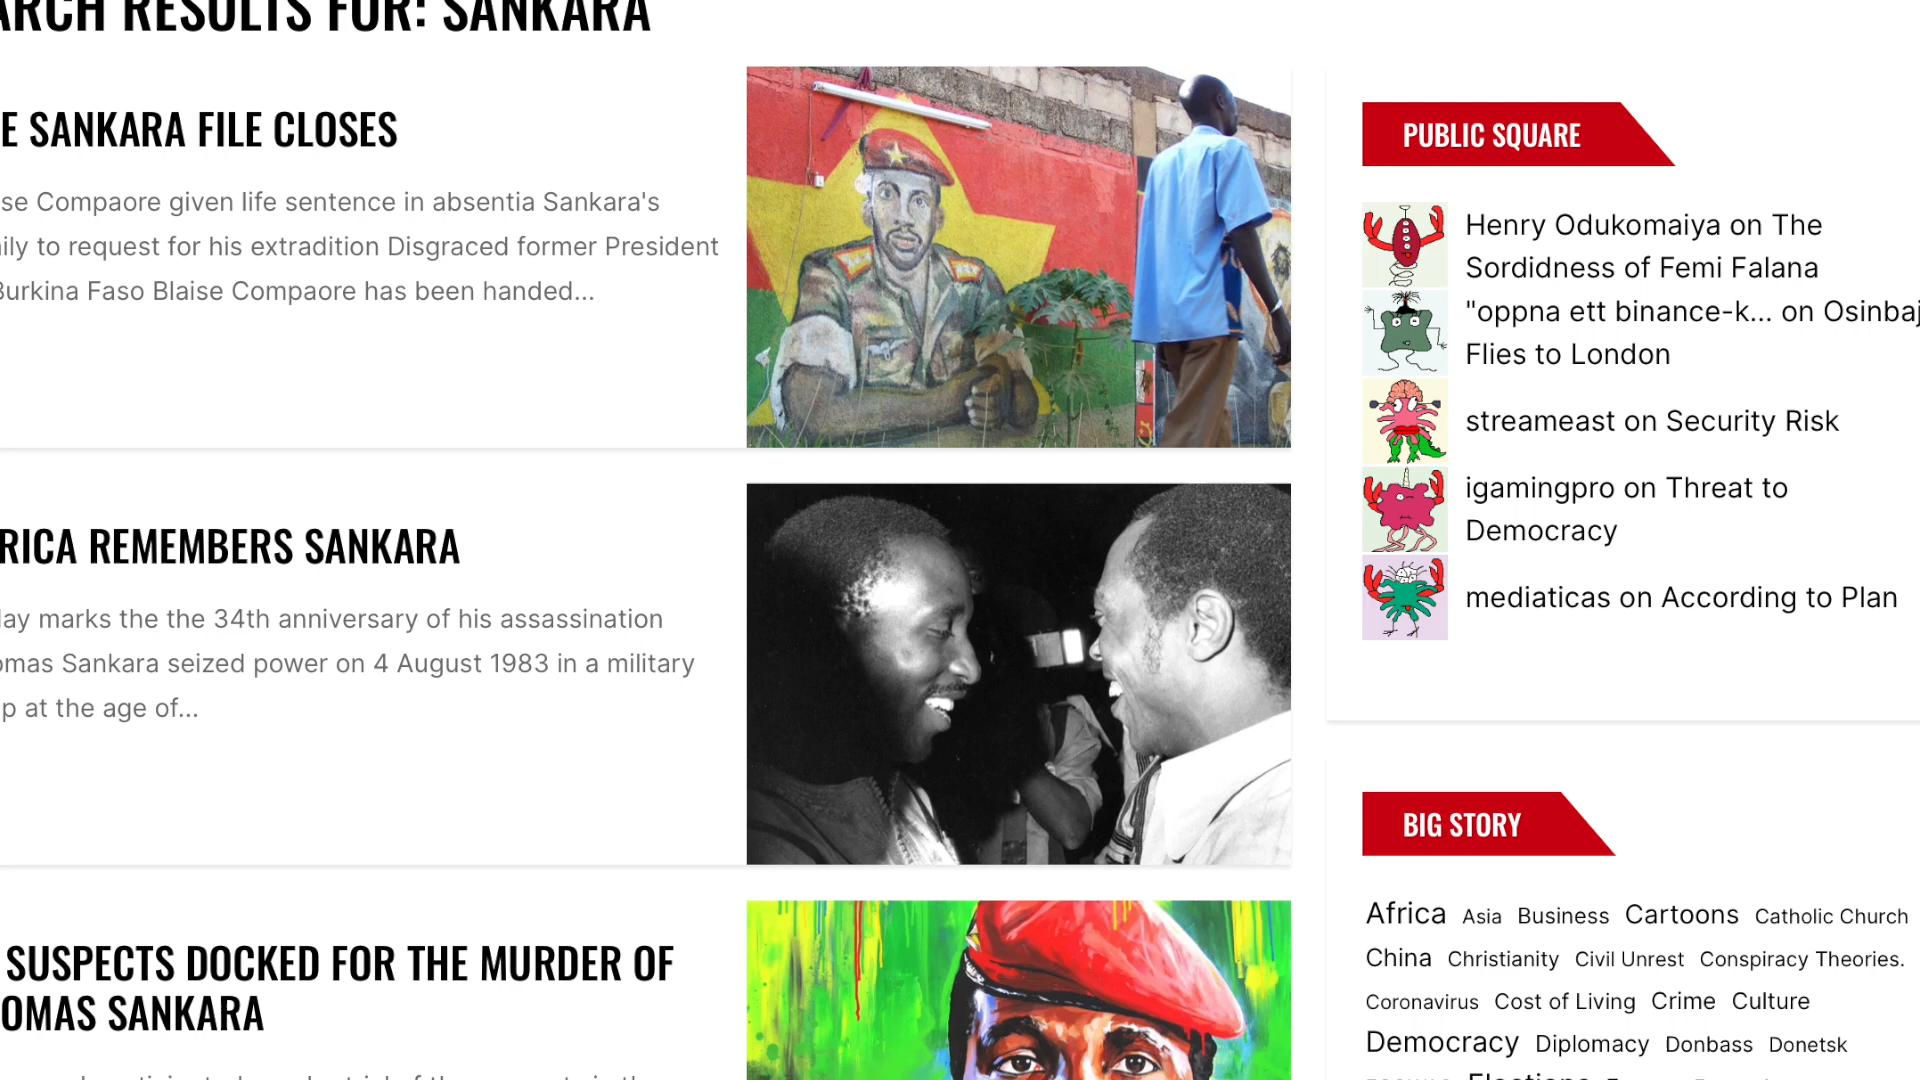 ARCH RESULTS FOR: SANKARA
E SANKARA FILE CLOSES
se Compaore given life sentence in absentia Sankara's
ily to request for his extradition Disgraced former President
Burkina Faso Blaise Compaore has been handed...
RICA REMEMBERS SANKARA
ay marks the the 34th anniversary of his assassination
omas Sankara seized power on 4 August 1983 in a military
p at the age of...
SUSPECTS DOCKED FOR THE MURDER OF
OMAS SANKARA
PUBLIC SQUARE
Henry Odukomaiya on The
Sordidness of Femi Falana
"oppna ett binance-k... on Osinbaj
Flies to London
streameast on Security Risk
igamingpro on Threat to
Democracy
mediaticas on According to Plan
BIG STORY
Africa Asia Business Cartoons Catholic Church
China Christianity Civil Unrest Conspiracy Theories.
Coronavirus Cost of Living Crime Culture
Democracy Diplomacy Donbass Donetsk